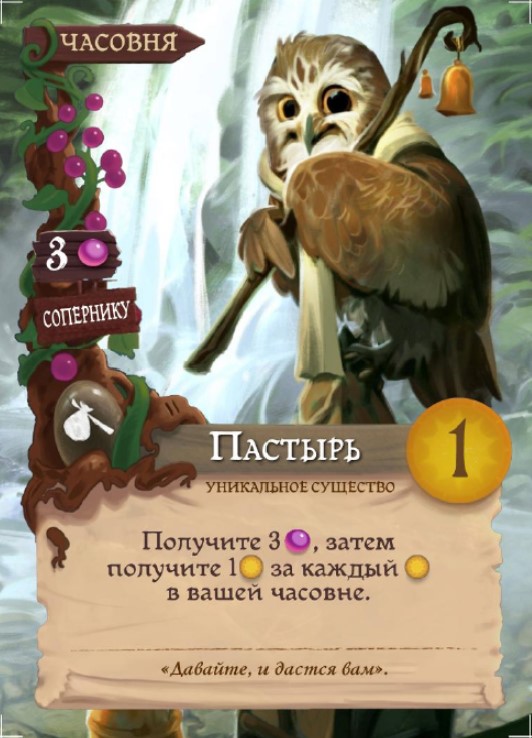 ЧАСОВНЯ
3
СОПЕРНИКУ
Пастырь
1
УНИКАЛЬНОЕ СУЩЕСТВО
Получите 3 , затем
получите 1 за каждый
в вашей часовне.
«Давайте, и дастся вам».